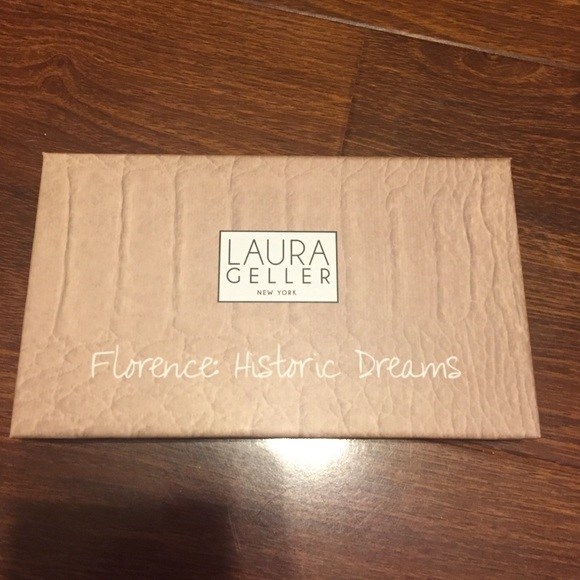 LAURA
GELLER
NEW YORK
Florence: Historic Dreams